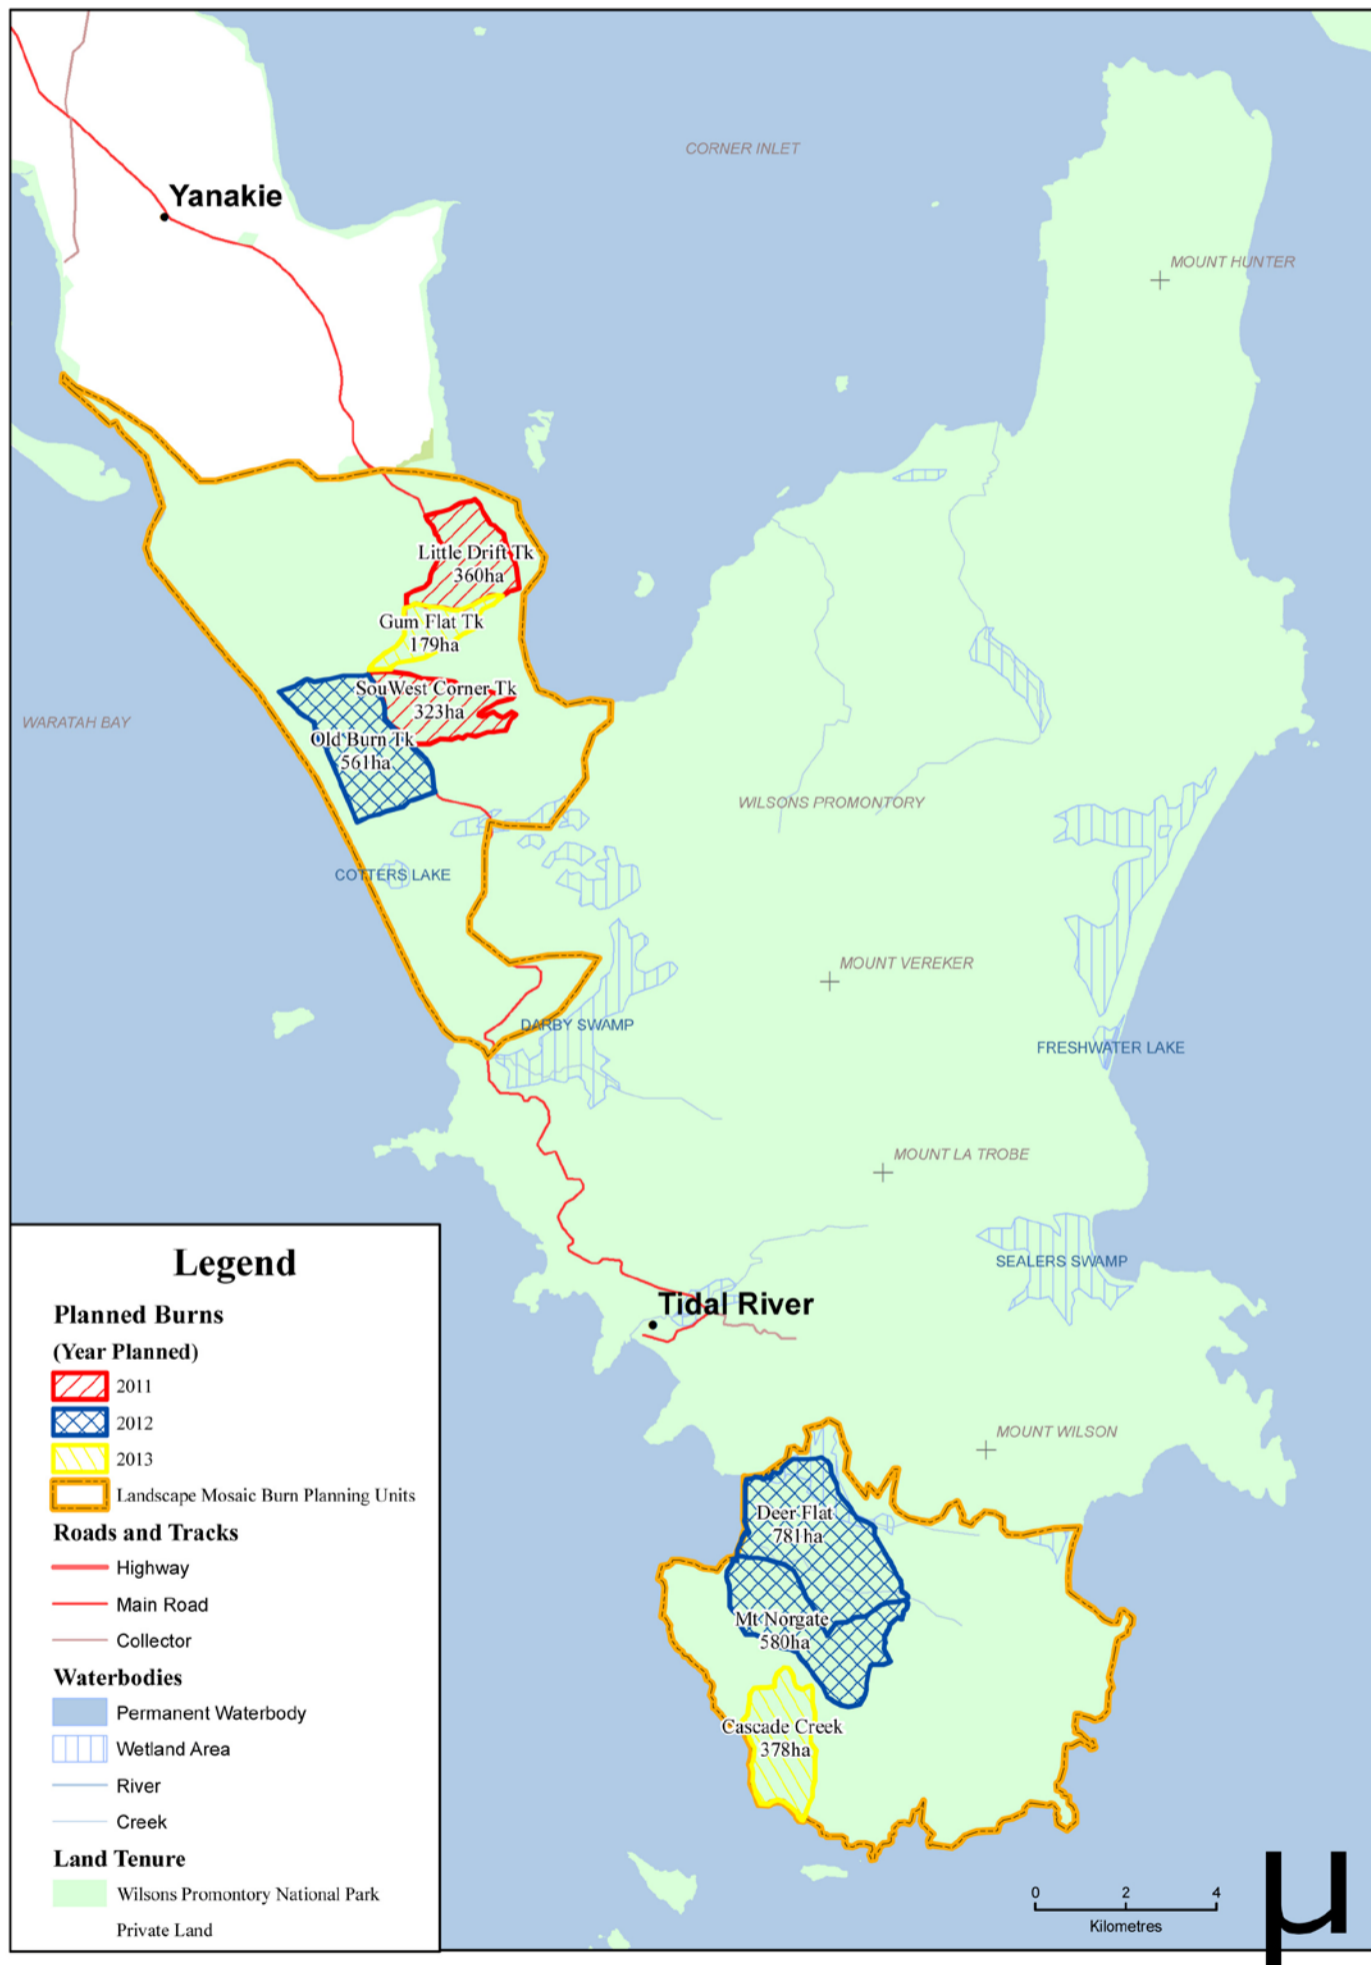 CORNER INLET
Yanakie
MOUNT HUNTER
Little Drift Tk
360ha
Gum Flat Tk
179ha
SouWest Corner Tk
323ha
WARATAH BAY
Old Burn Tk
561ha
WILSONS PROMONTORY
COTTERS LAKE
MOUNT VEREKER
DARBY SWAMP
FRESHWATER LAKE
MOUNT LA TROBE
SEALERS SWAMP
Tidal River
MOUNT WILSON
Deer Flat
781ha
Mt Norgate
580ha
Cascade Creek
378ha
Legend
Planned Burns
(Year Planned)
2011
2012
2013
Landscape Mosaic Burn Planning Units
Roads and Tracks
Highway
Main Road
Collector
Waterbodies
Permanent Waterbody
Wetland Area
River
Creek
Land Tenure
Wilsons Promontory National Park
Private Land
0 2 4
Kilometres
µ